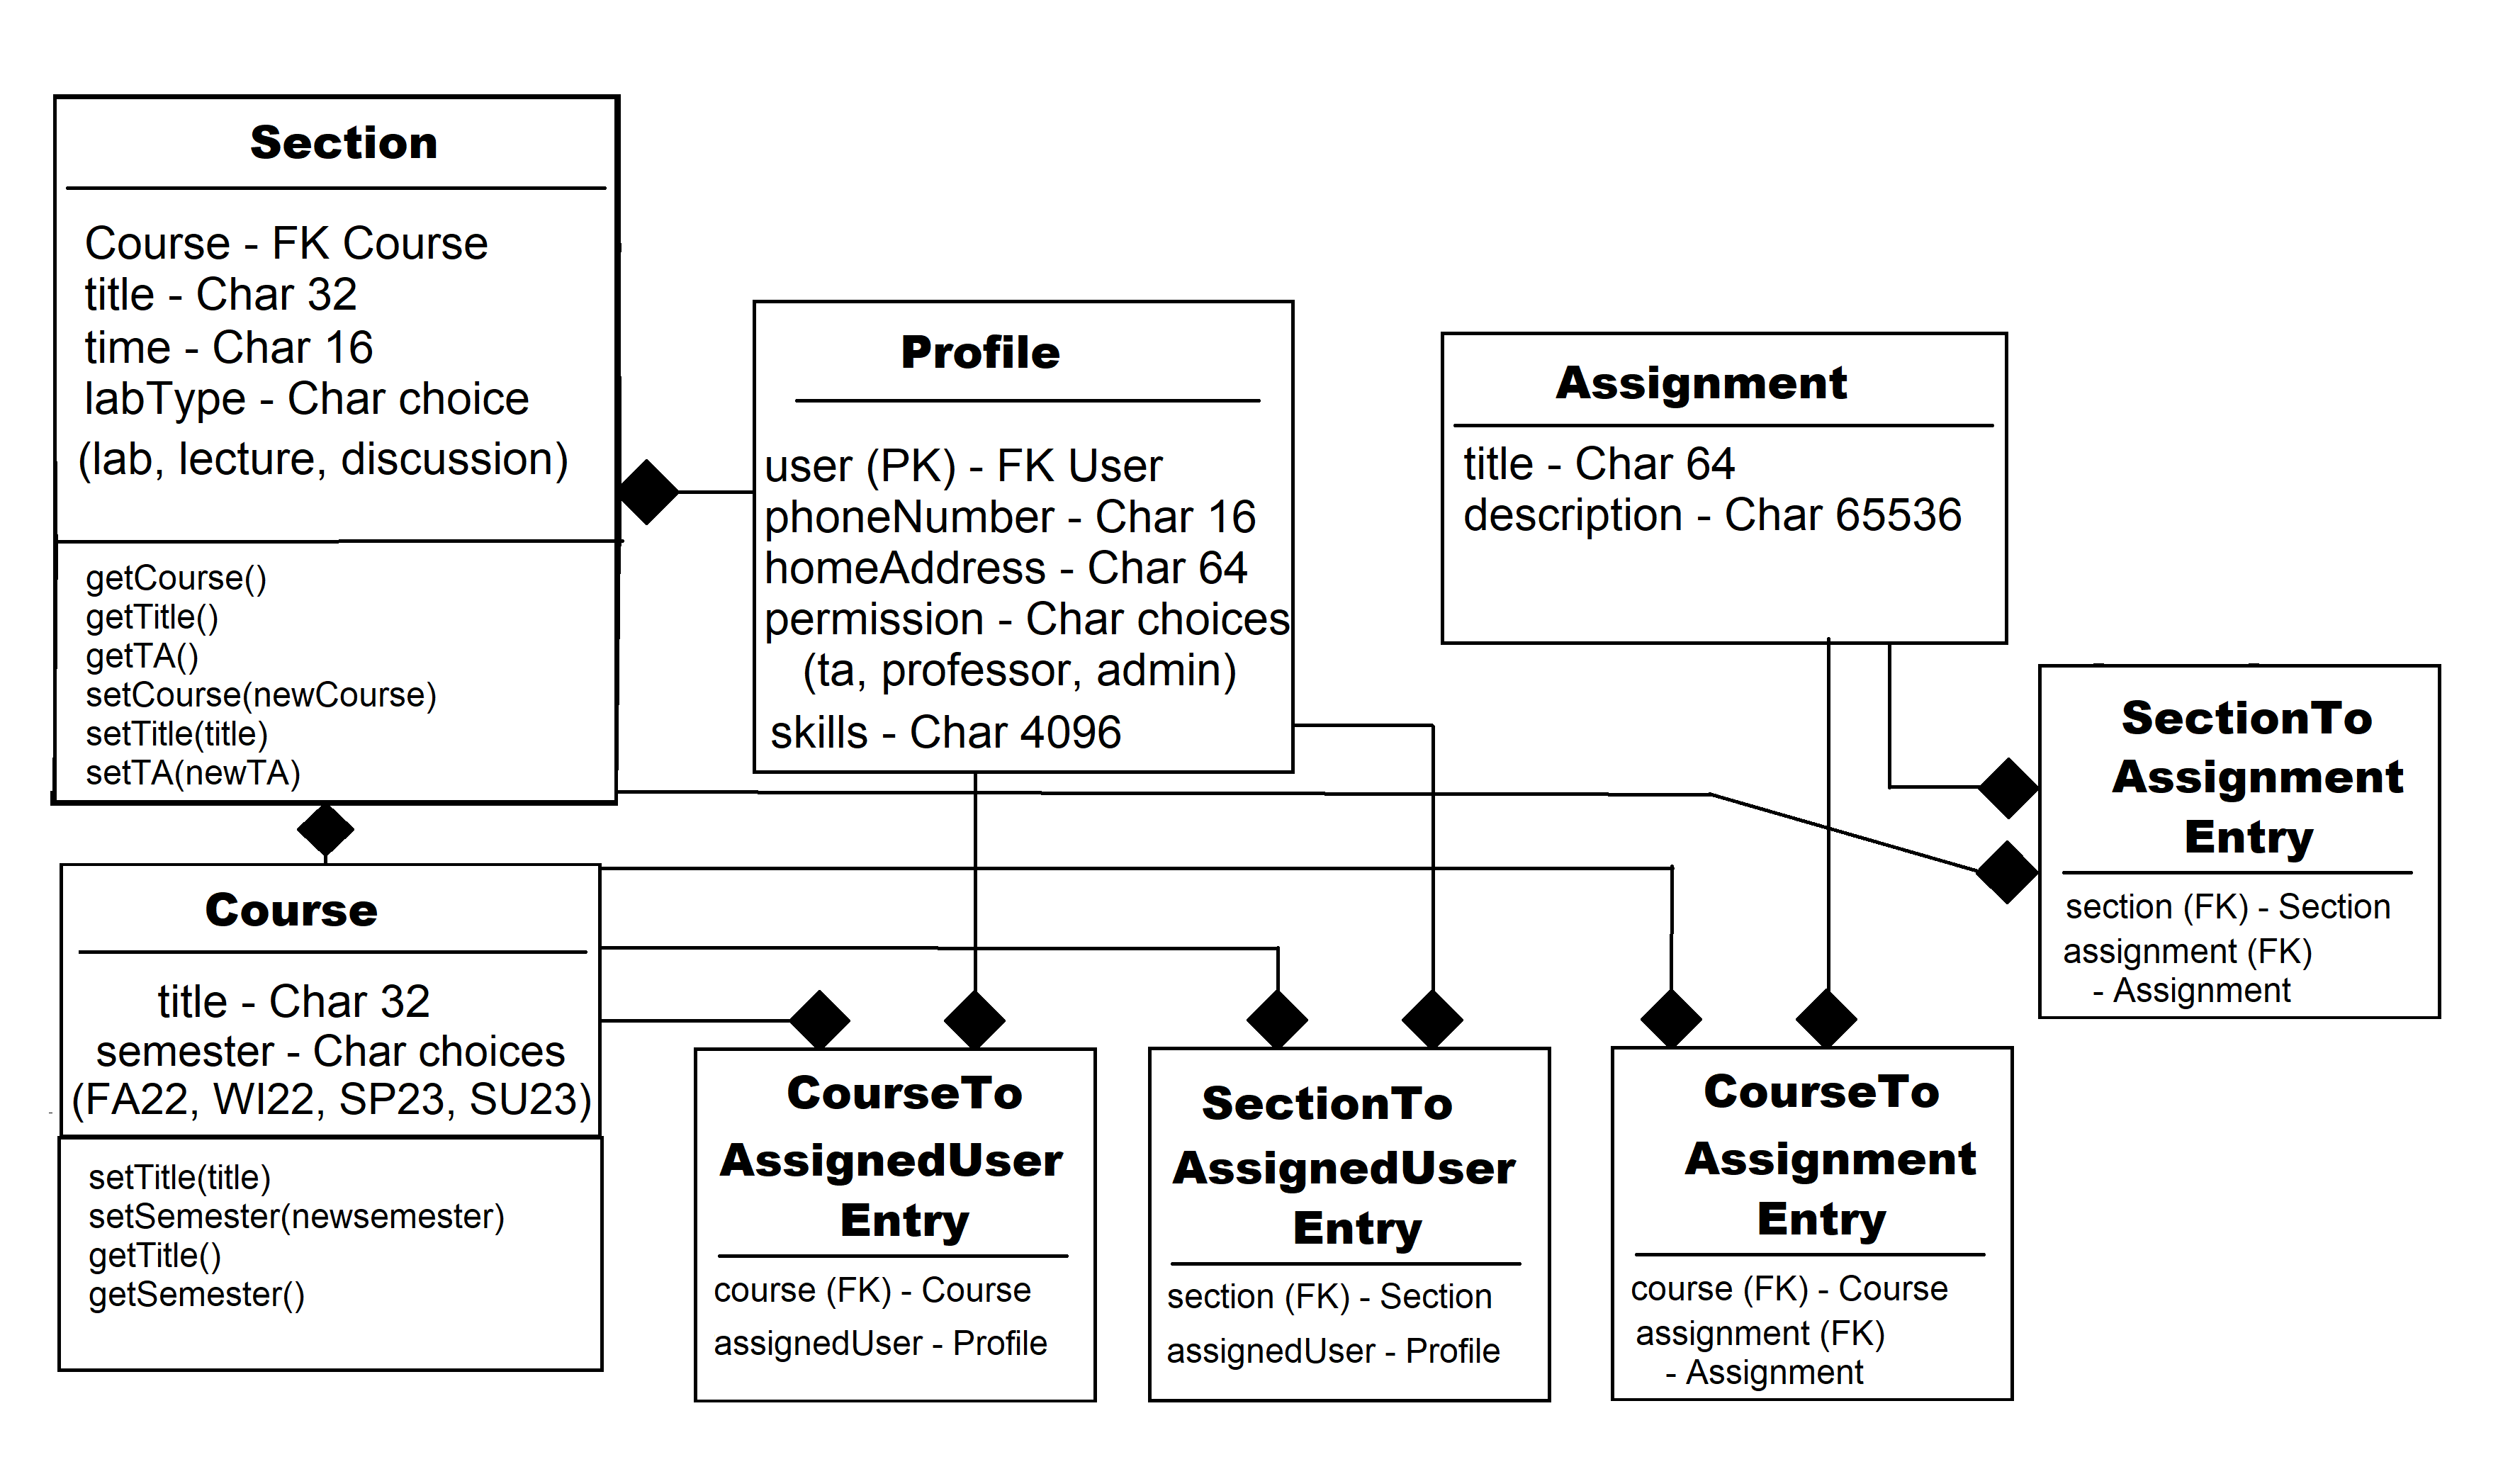 Section
Course - FK Course
title - Char 32
time - Char 16
labType - Char choice
(lab, lecture, discussion)
getCourse()
getTitle()
getTA()
setCourse(newCourse)
setTitle(title)
setTA(newTA)
Profile
user (PK) - FK User
phoneNumber - Char 16
homeAddress - Char 64
permission - Char choices
(ta, professor, admin)
skills - Char 4096
Assignment
title - Char 64
description - Char 65536
SectionTo
Assignment
Entry
section (FK) - Section
assignment (FK)
- Assignment
Course
title - Char 32
semester - Char choices
(FA22, WI22, SP23, SU23)
setTitle(title)
setSemester(newsemester)
getTitle()
getSemester()
CourseTo
AssignedUser
Entry
course (FK) - Course
assignedUser - Profile
SectionTo
AssignedUser
Entry
section (FK) - Section
assignedUser - Profile
CourseTo
Assignment
Entry
course (FK) - Course
assignment (FK)
- Assignment